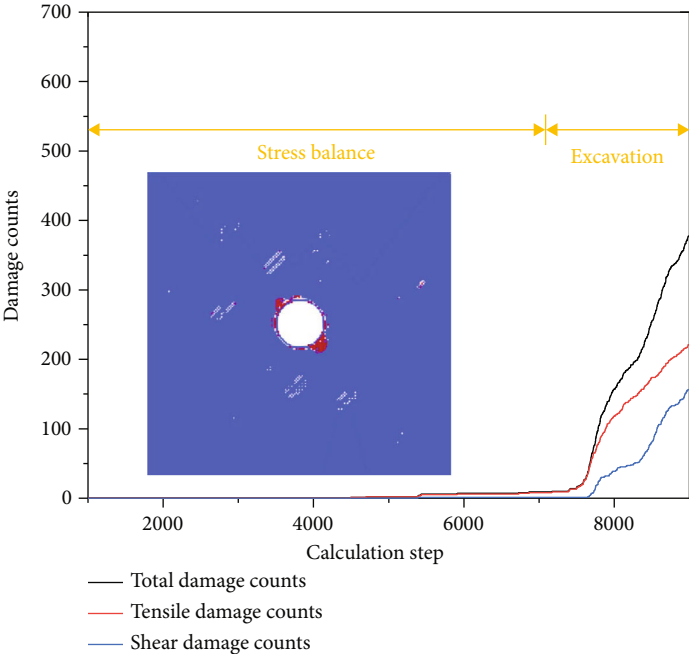 700
600
500
400
300
200
100
0
Damage counts
Stress balance
Excavation
2000
4000
6000
8000
Calculation step
Total damage counts
Tensile damage counts
Shear damage counts